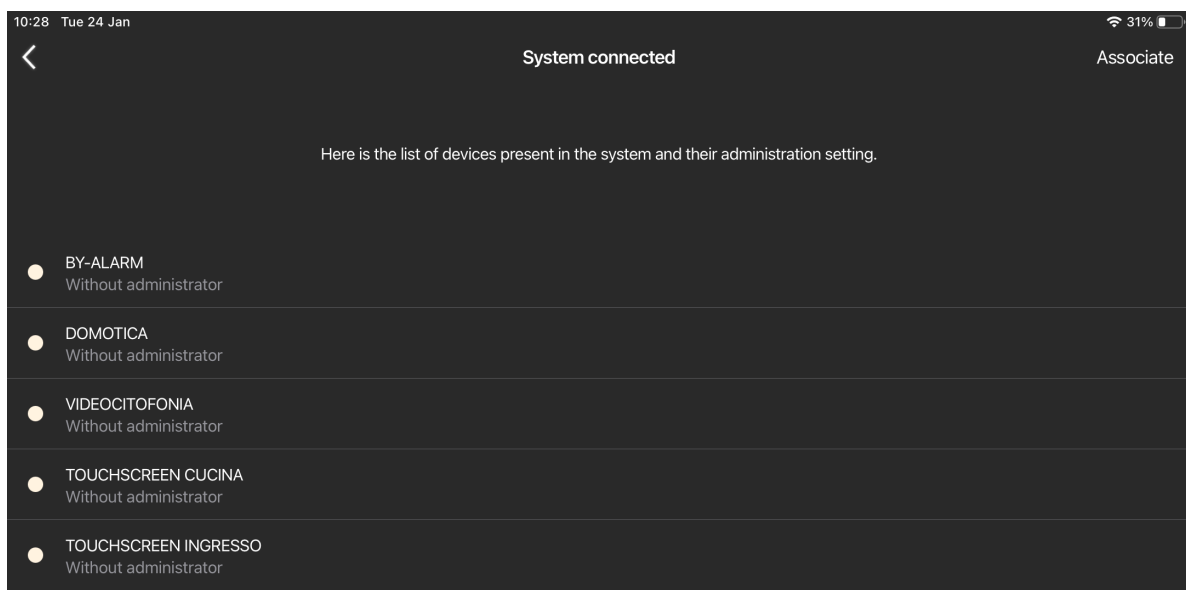 10:28 Tue 24 Jan
31%
System connected
Associate
Here is the list of devices present in the system and their administration setting.
BY-ALARM
Without administrator
DOMOTICA
Without administrator
VIDEOCITOFONIA
Without administrator
TOUCHSCREEN CUCINA
Without administrator
TOUCHSCREEN INGRESSO
Without administrator